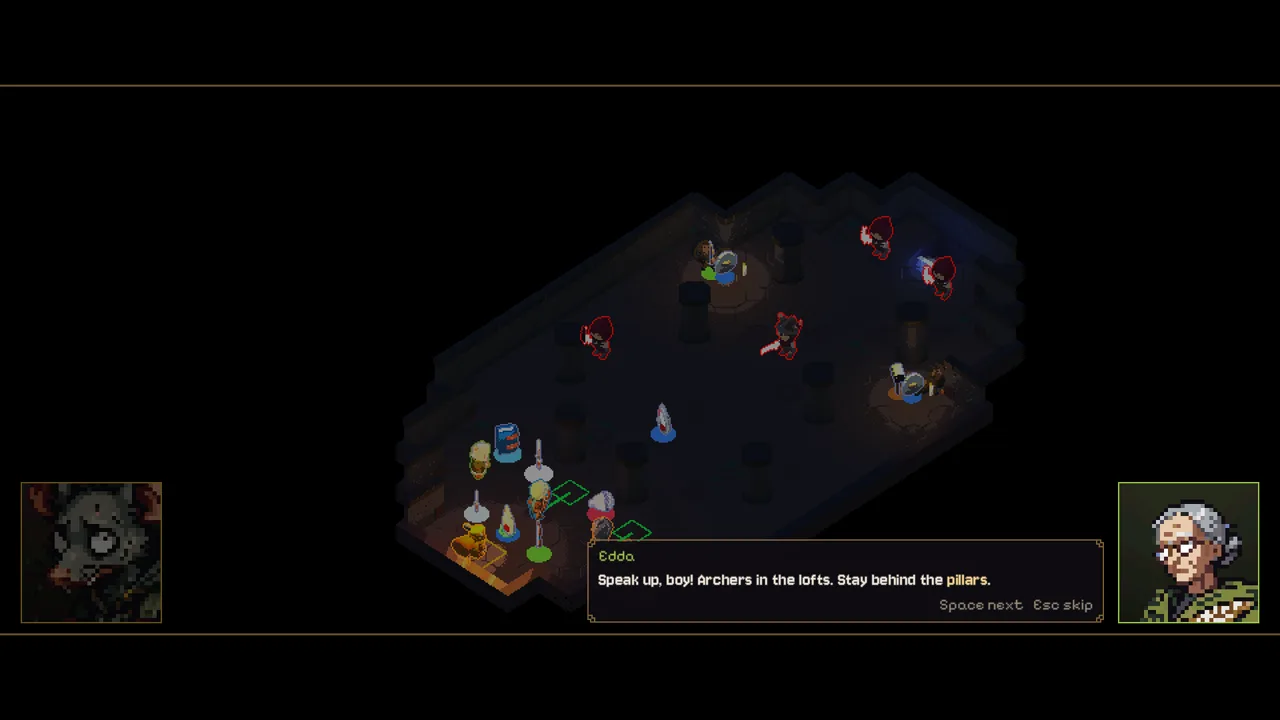 Edda
Speak up, boy! Archers in the lofts. Stay behind the pillars.
Space next Esc skip